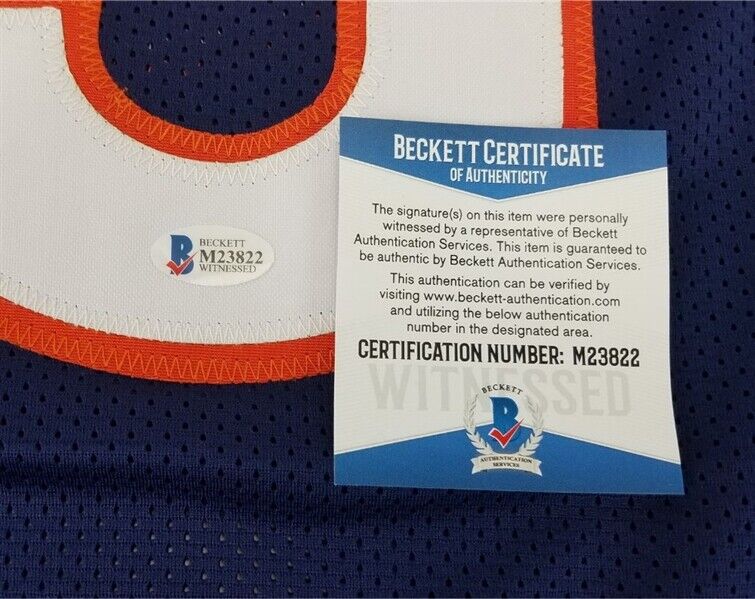 BECKETT
M23822
WITNESSED
BECKETT CERTIFICATE
OF AUTHENTICITY
The signature(s) on this item were personally
witnessed by a representative of Beckett
Authentication Services. This item is guaranteed to
be authentic by Beckett Authentication Services.
This authentication can be verified by
visiting www.beckett-authentication.com
and utilizing the below authentication
number in the designated area.
CERTIFICATION NUMBER: M23822
WITNESSED
BECKETT
B
AUTHENTICATION
SERVICES